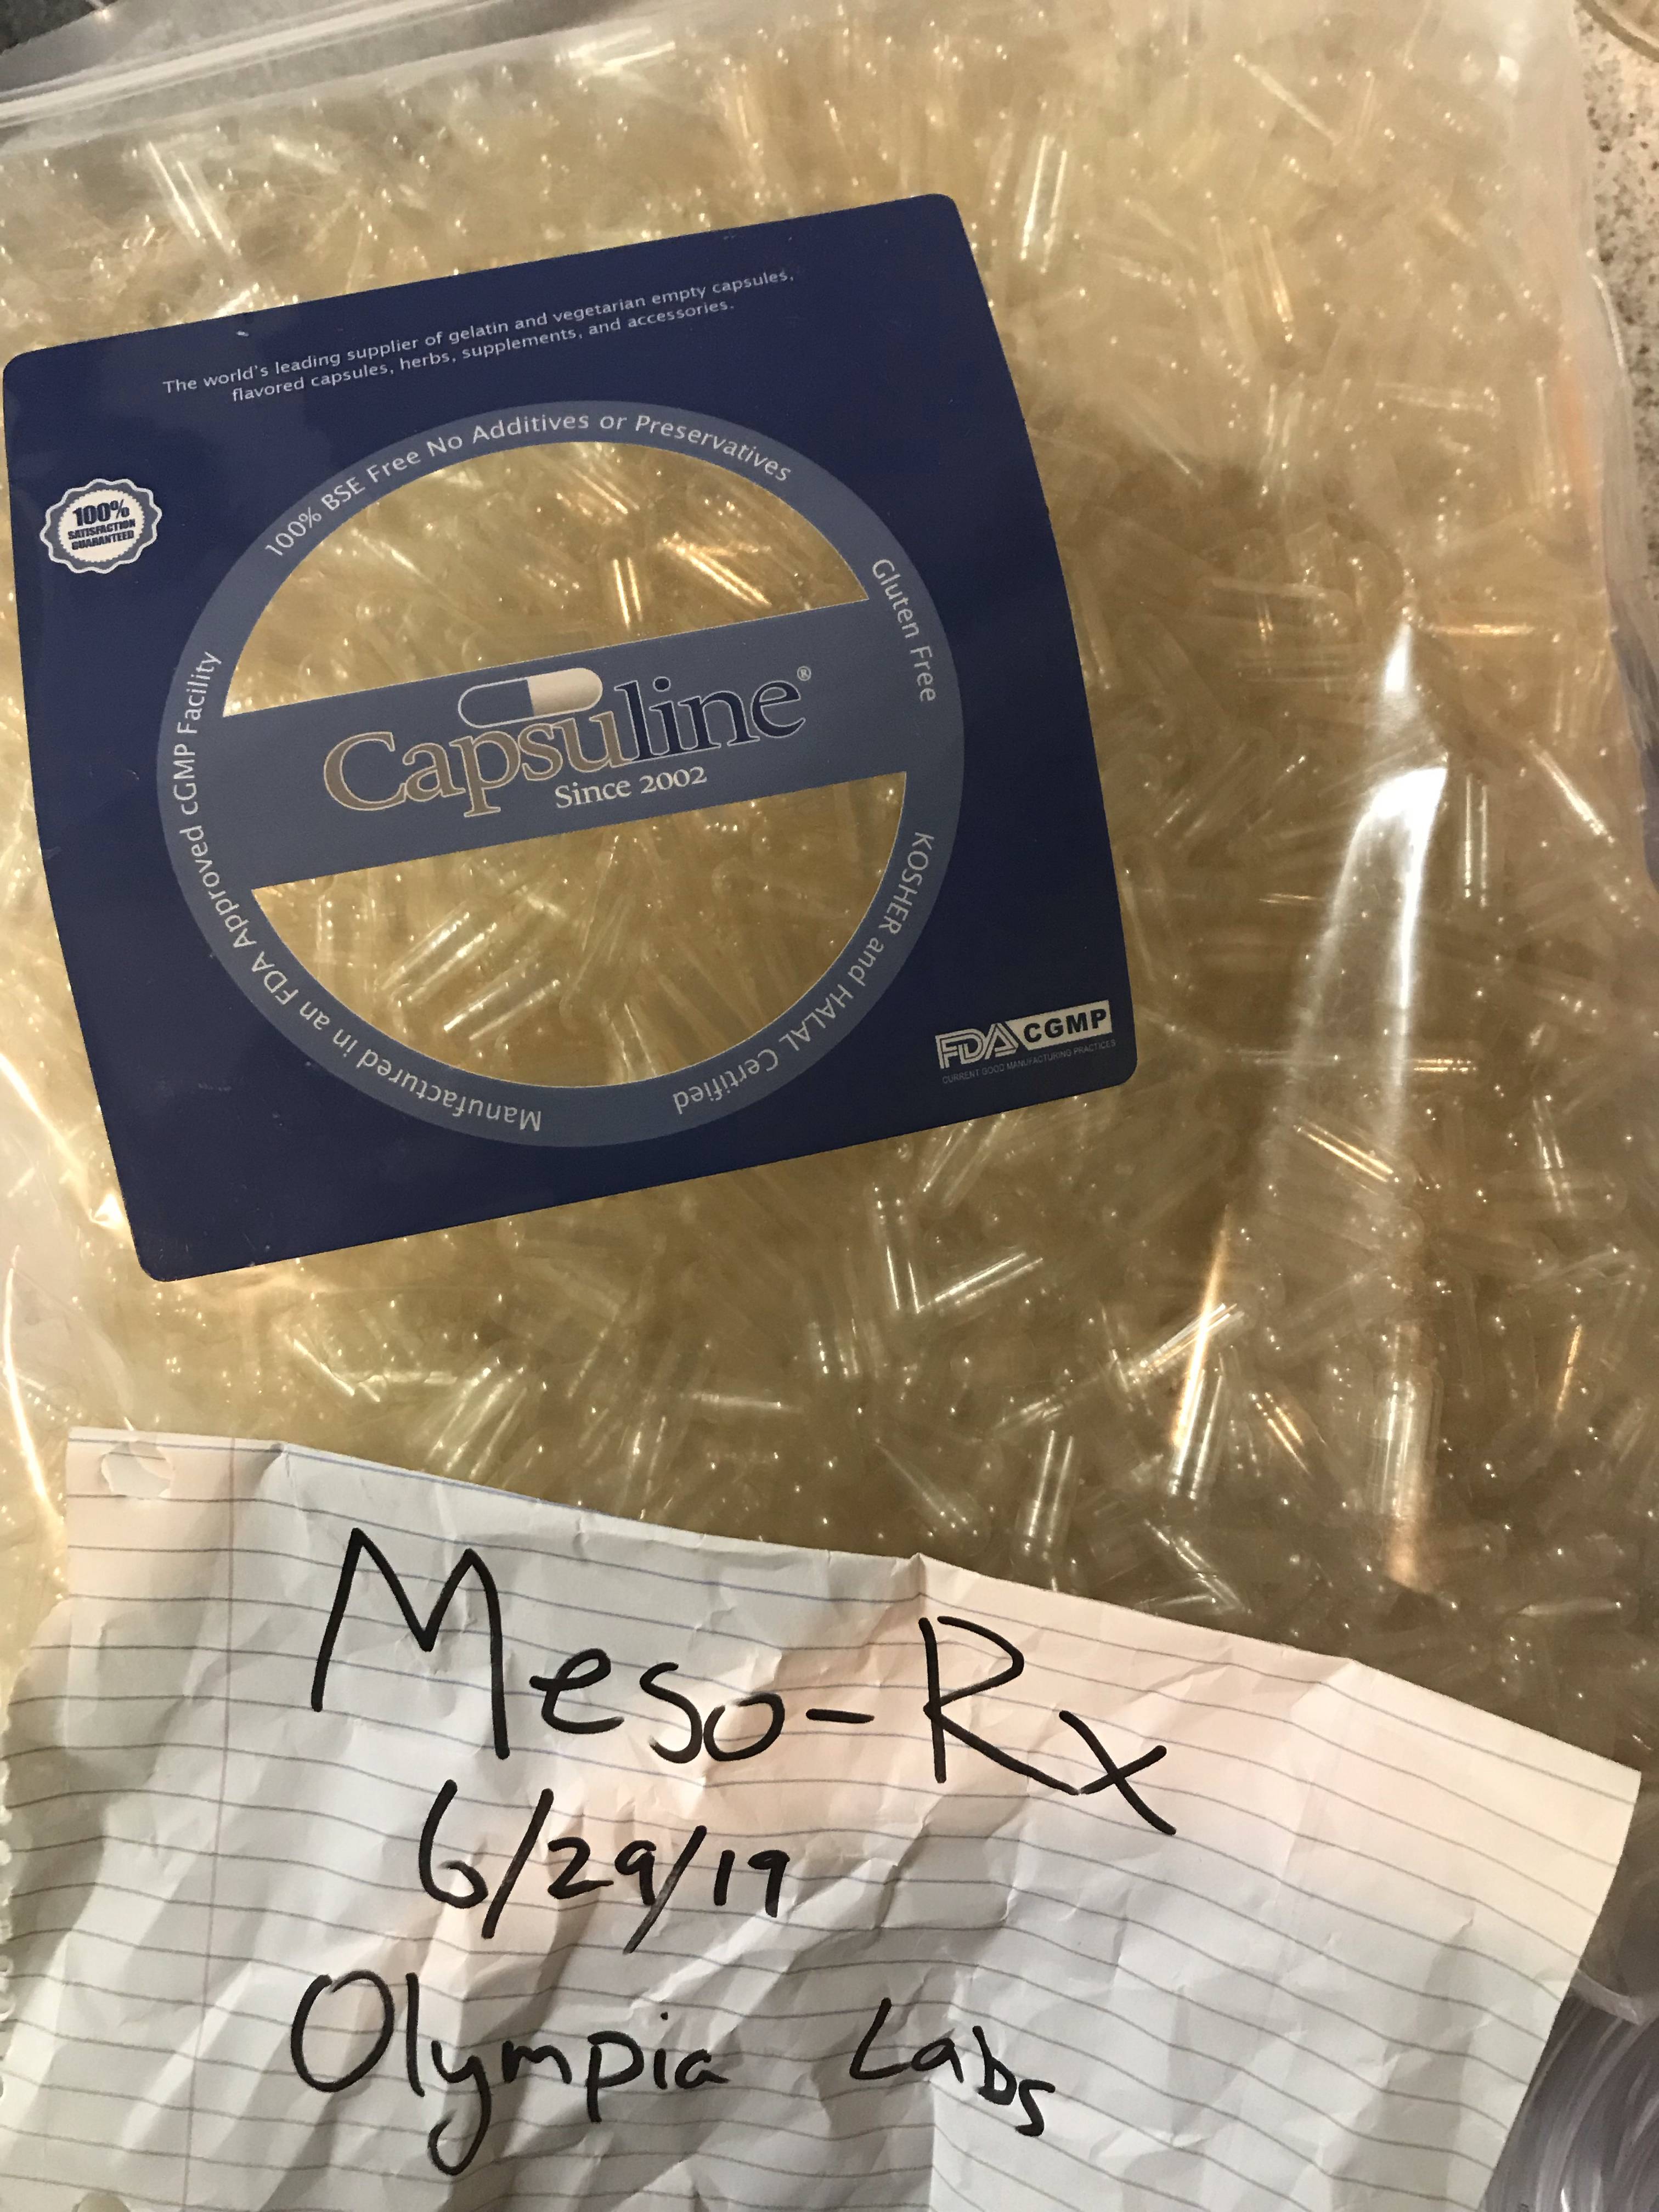 The world's leading supplier of gelatin and vegetarian empty capsules,
flavored capsules, herbs, supplements, and accessories.
100% BSE Free No Additives or Preservatives
Gluten Free
KOSHER and HALAL Certified
Manufactured in an FDA Approved cGMP Facility
100%
SATISFACTION
GUARANTEED
Capsuline®
Since 2002
FDA CGMP
CURRENT GOOD MANUFACTURING PRACTICES
Meso-Rx
6/29/19
Olympia Labs